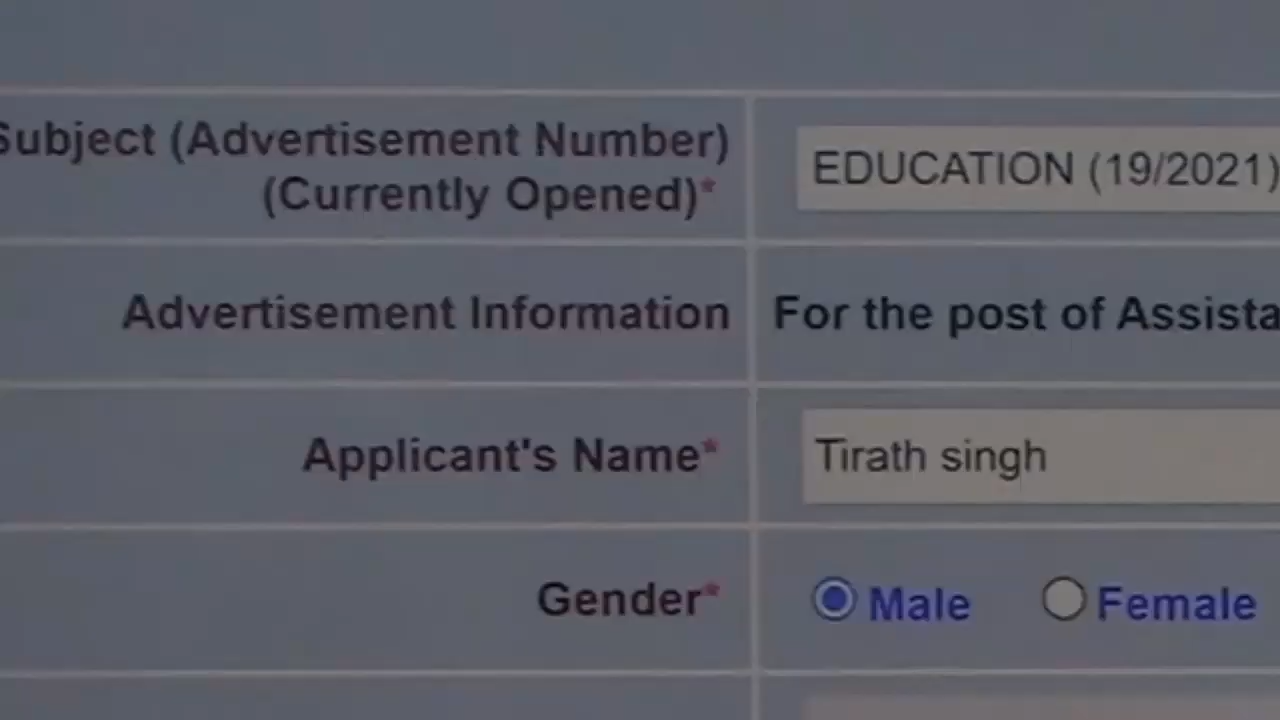 Subject (Advertisement Number)
(Currently Opened)*
EDUCATION (19/2021)
Advertisement Information
For the post of
Applicant's Name*
Tirath singh
Gender*
Male
Female